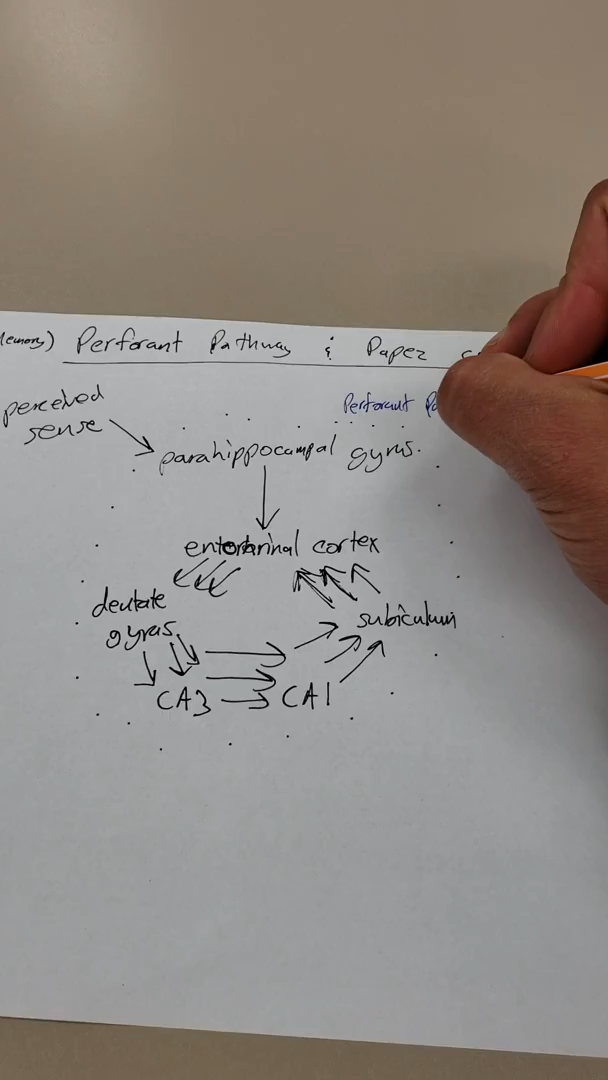 Memory) Perforant Pathway & Papez
perceived
sense
Perforant
parahippocampal gyrus.
entorhinal cortex
dentate
gyrus
subiculum
CA3
CA1